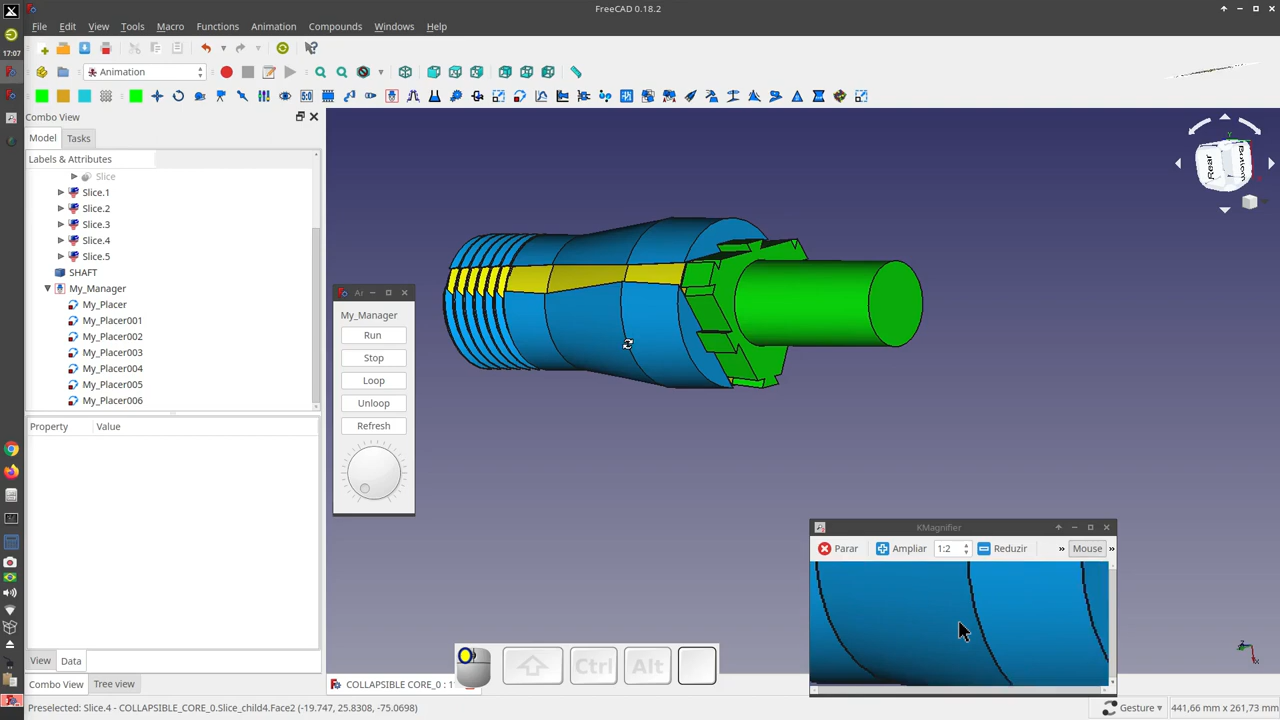 FreeCAD 0.18.2
File Edit View Tools Macro Functions Animation Compounds Windows Help
17:07
Animation
Combo View
Model Tasks
Labels & Attributes
Slice
Slice.1
Slice.2
Slice.3
Slice.4
Slice.5
SHAFT
My_Manager
My_Placer
My_Placer001
My_Placer002
My_Placer003
My_Placer004
My_Placer005
My_Placer006
Property Value
View Data
Combo View Tree view
My_Manager
Run
Stop
Loop
Unloop
Refresh
Rear
Bottom
KMagnifier
Parar Ampliar 1:2 Reduzir » Mouse »
Ctrl Alt
COLLAPSIBLE CORE_0 : 1
Preselected: Slice.4 - COLLAPSIBLE_CORE_0.Slice_child4.Face2 (-19.747, 25.8308, -75.0698)
Gesture
441,66 mm x 261,73 mm